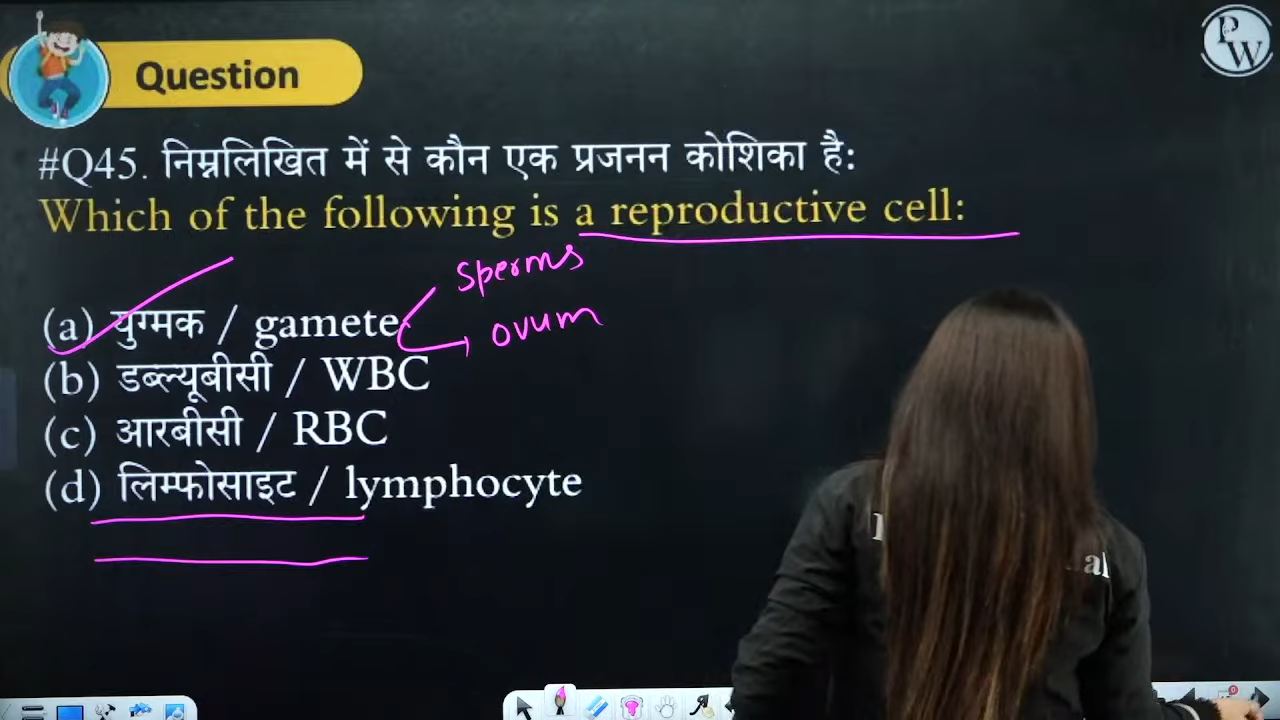 Question
PW
#Q45. निम्नलिखित में से कौन एक प्रजनन कोशिका है:
Which of the following is a reproductive cell:
Sperms
(a) युग्मक / gamete
ovum
(b) डब्ल्यूबीसी / WBC
(c) आरबीसी / RBC
(d) लिम्फोसाइट / lymphocyte